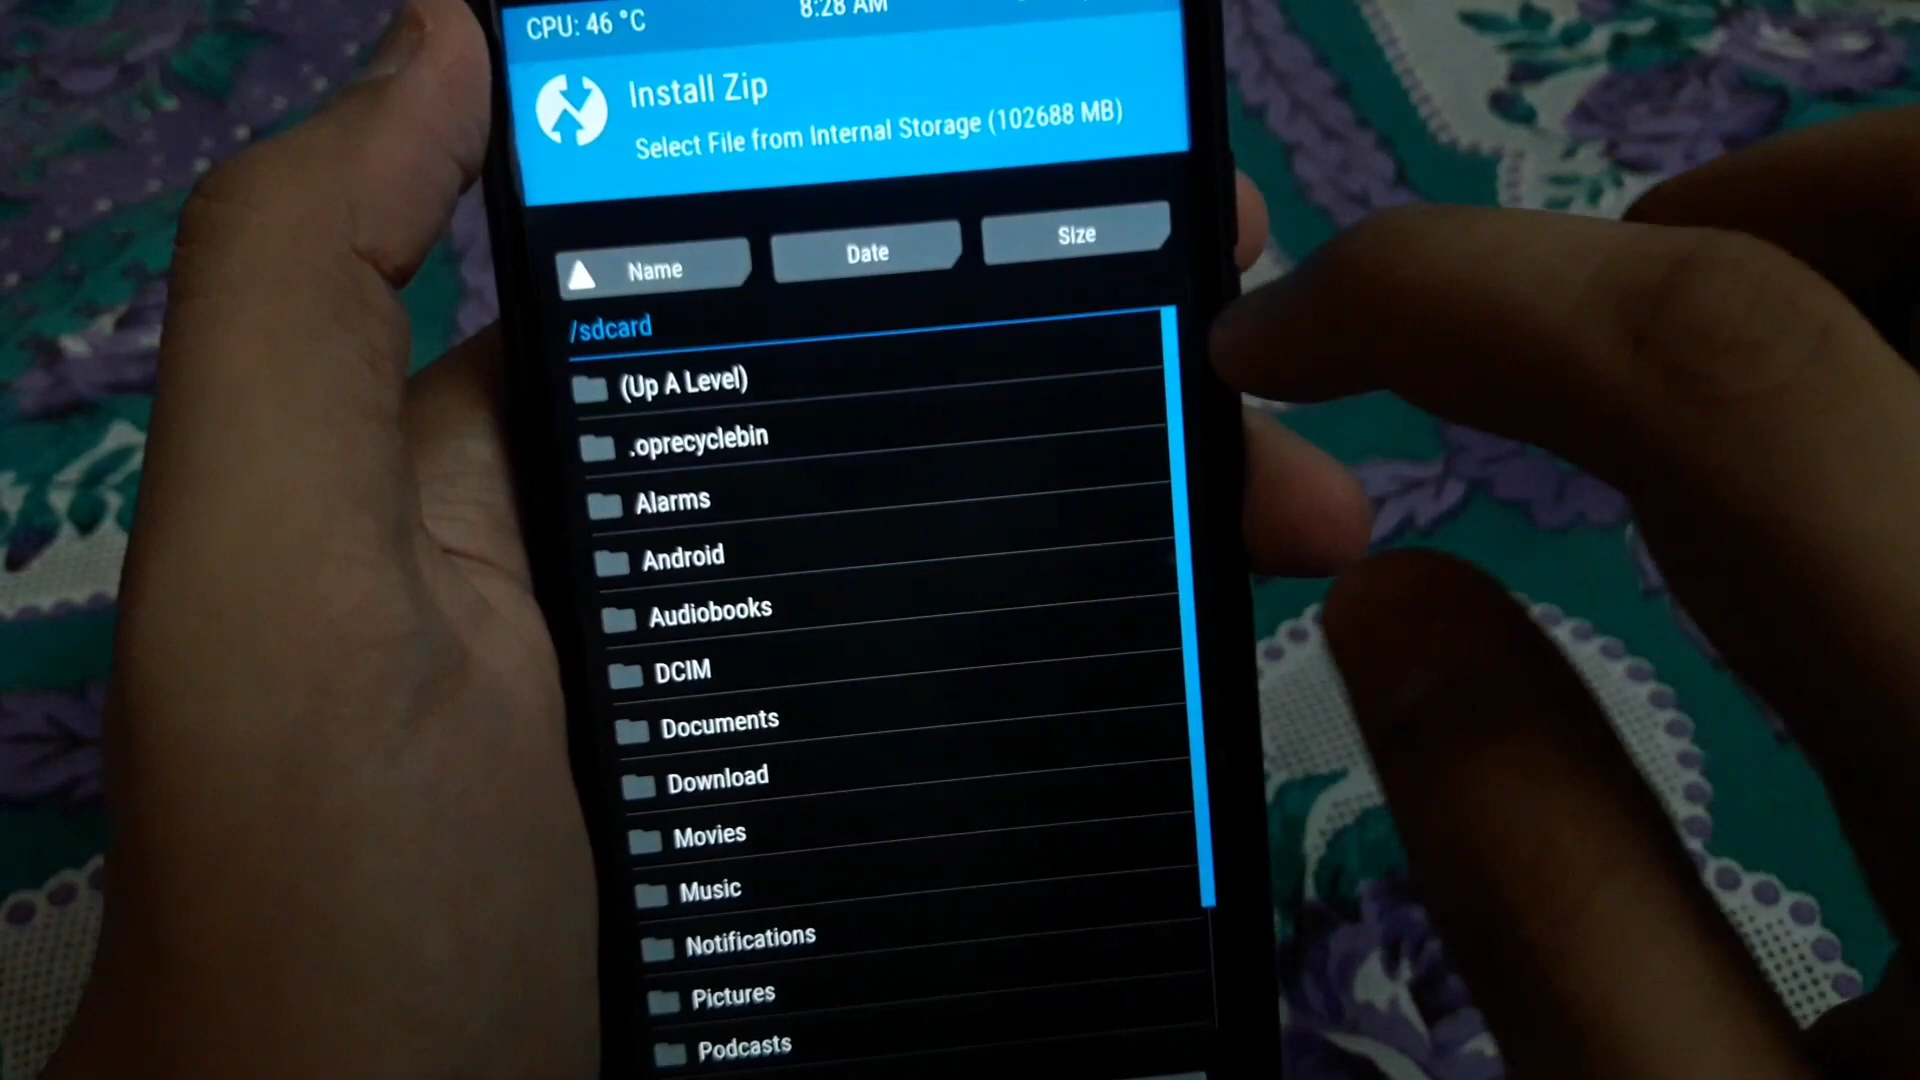 CPU: 46 °C
8:28 AM
Install Zip
Select File from Internal Storage (102688 MB)
Name
Date
Size
/sdcard
(Up A Level)
.oprecyclebin
Alarms
Android
Audiobooks
DCIM
Documents
Download
Movies
Music
Notifications
Pictures
Podcasts